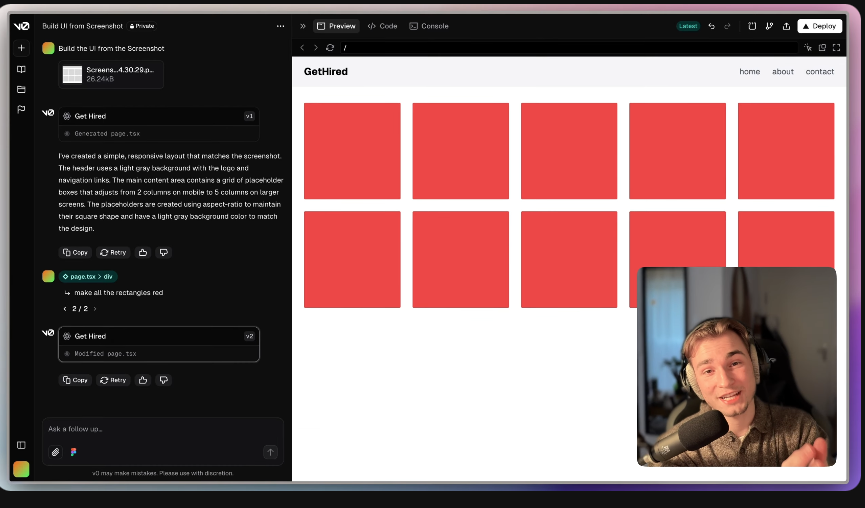 v0
Build UI from Screenshot
Private
Preview
Code
Console
Latest
Deploy
Build the UI from the Screenshot
Screens...4.30.29.p...
26.24kB
/
GetHired
home
about
contact
v0
Get Hired
v1
Generated page.tsx
I've created a simple, responsive layout that matches the screenshot.
The header uses a light gray background with the logo and
navigation links. The main content area contains a grid of placeholder
boxes that adjusts from 2 columns on mobile to 5 columns on larger
screens. The placeholders are created using aspect-ratio to maintain
their square shape and have a light gray background color to match
the design.
Copy
Retry
page.tsx > div
make all the rectangles red
2 / 2
v0
Get Hired
v2
Modified page.tsx
Copy
Retry
Ask a follow up...
v0 may make mistakes. Please use with discretion.